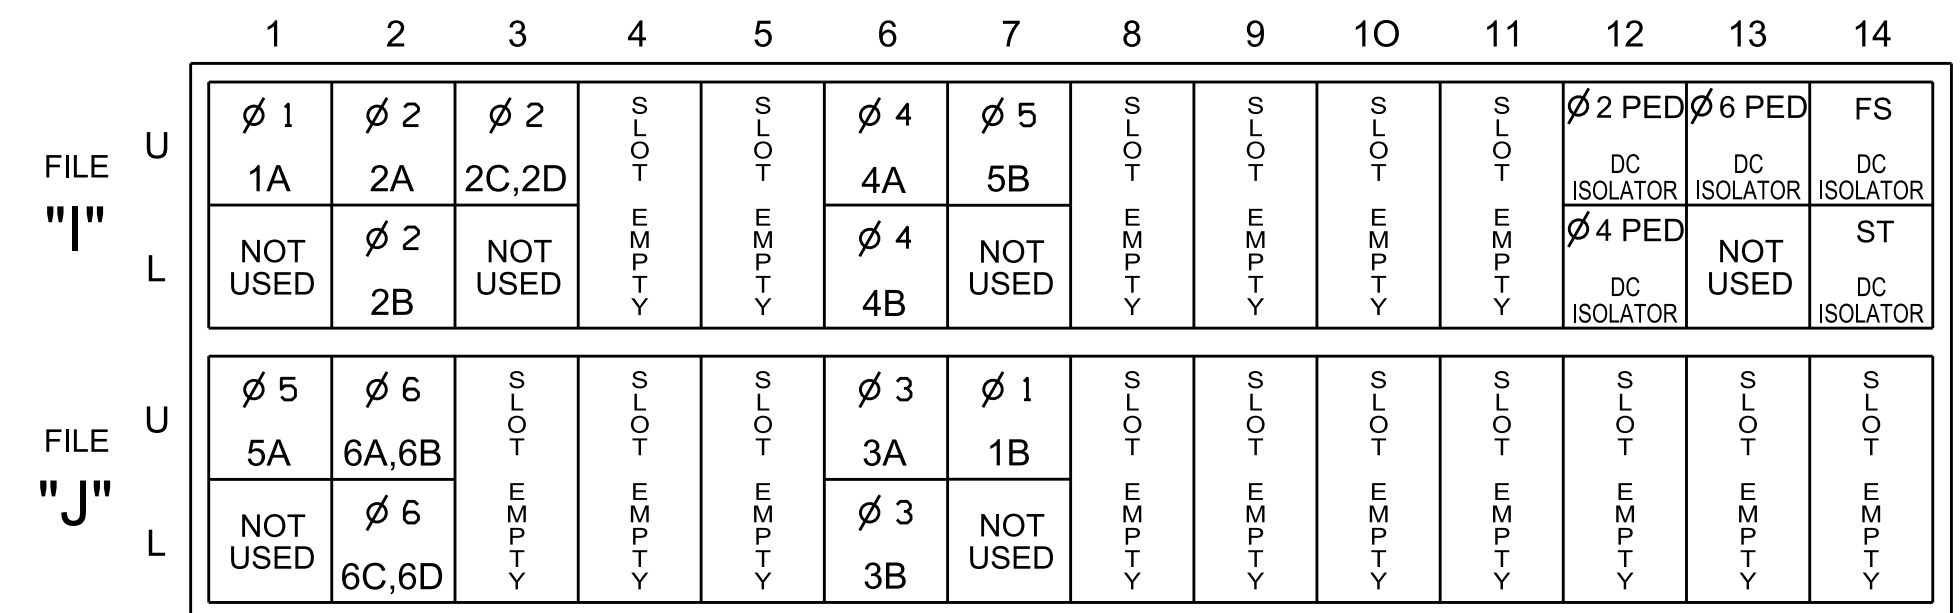 1 2 3 4 5 6 7 8 9 10 11 12 13 14
FILE "I"
U
ø 1 ø 2 ø 2 SLOT EMPTY SLOT EMPTY ø 4 ø 5 SLOT EMPTY SLOT EMPTY SLOT EMPTY SLOT EMPTY ø 2 PED ø 6 PED FS
1A 2A 2C,2D 4A 5B DC ISOLATOR DC ISOLATOR DC ISOLATOR
L
NOT USED ø 2 NOT USED ø 4 NOT USED ø 4 PED NOT USED ST
2B 4B DC ISOLATOR DC ISOLATOR
FILE "J"
U
ø 5 ø 6 SLOT EMPTY SLOT EMPTY SLOT EMPTY ø 3 ø 1 SLOT EMPTY SLOT EMPTY SLOT EMPTY SLOT EMPTY SLOT EMPTY SLOT EMPTY SLOT EMPTY
5A 6A,6B 3A 1B
L
NOT USED ø 6 ø 3 NOT USED
6C,6D 3B